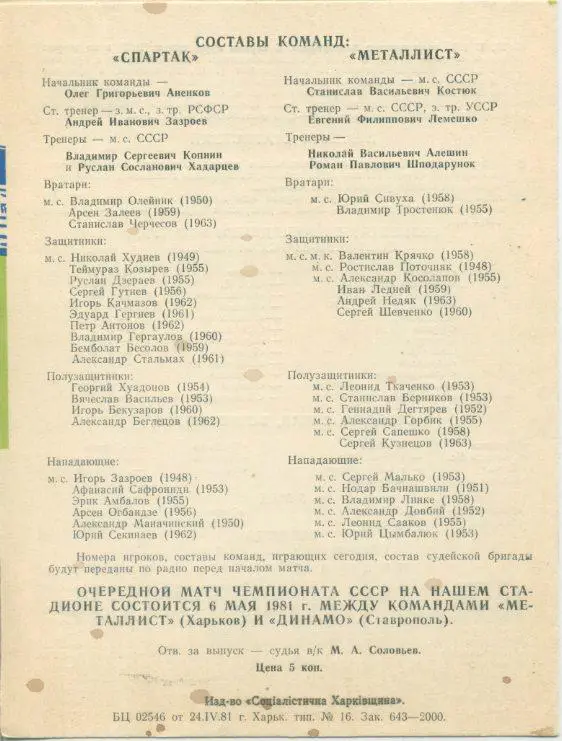 СОСТАВЫ КОМАНД:
«СПАРТАК»
Начальник команды —
Олег Григорьевич Аненков
Ст. тренер — з. м. с., з. тр. РСФСР
Андрей Иванович Зазроев
Тренеры — м. с. СССР
Владимир Сергеевич Копнин
и Руслан Сосланович Хадарцев
Вратари:
м. с. Владимир Олейник (1950)
Арсен Залеев (1959)
Станислав Черчесов (1963)
Защитники:
м. с. Николай Худиев (1949)
Теймураз Козырев (1955)
Руслан Дзераев (1955)
Сергей Гутиев (1956)
Игорь Качмазов (1962)
Эдуард Гергиев (1961)
Петр Антонов (1962)
Владимир Гергаулов (1960)
Бемболат Бесолов (1959)
Александр Стальмах (1961)
Полузащитники:
Георгий Хуадонов (1954)
Вячеслав Васильев (1953)
Игорь Бекузаров (1960)
Александр Беглецов (1962)
Нападающие:
м. с. Игорь Зазроев (1948)
Афанасий Сафрониди (1953)
Эрик Амбалов (1955)
Арсен Огбандзе (1956)
Александр Маначинский (1950)
Юрий Секинаев (1962)
«МЕТАЛЛИСТ»
Начальник команды — м. с. СССР
Станислав Васильевич Костюк
Ст. тренер — м. с. СССР, з. тр. УССР
Евгений Филиппович Лемешко
Тренеры —
Николай Васильевич Алешин
Роман Павлович Шподарунок
Вратари:
м. с. Юрий Сивуха (1958)
Владимир Тростенюк (1955)
Защитники:
м. с. м. к. Валентин Крячко (1958)
м. с. Ростислав Поточняк (1948)
м. с. Александр Косолапов (1955)
Иван Ледней (1959)
Андрей Недяк (1963)
Сергей Шевченко (1960)
Полузащитники:
м. с. Леонид Ткаченко (1953)
м. с. Станислав Берников (1953)
м. с. Геннадий Дегтярев (1952)
м. с. Александр Горбик (1955)
м. с. Сергей Сапешко (1958)
Сергей Кузнецов (1963)
Нападающие:
м. с. Сергей Малько (1953)
м. с. Нодар Бачиашвили (1951)
м. с. Владимир Линке (1958)
м. с. Александр Довбий (1952)
м. с. Леонид Сааков (1955)
м. с. Юрий Цымбалюк (1953)
Номера игроков, составы команд, играющих сегодня, состав судейской бригады
будут переданы по радио перед началом матча.
ОЧЕРЕДНОЙ МАТЧ ЧЕМПИОНАТА СССР НА НАШЕМ СТА-
ДИОНЕ СОСТОИТСЯ 6 МАЯ 1981 г. МЕЖДУ КОМАНДАМИ «МЕ-
ТАЛЛИСТ» (Харьков) И «ДИНАМО» (Ставрополь).
Отв. за выпуск — судья в/к М. А. Соловьев.
Цена 5 коп.
Изд-во «Соціалістична Харківщина».
БЦ 02546 от 24.IV.81 г. Харьк. тип. № 16. Зак. 643—2000.